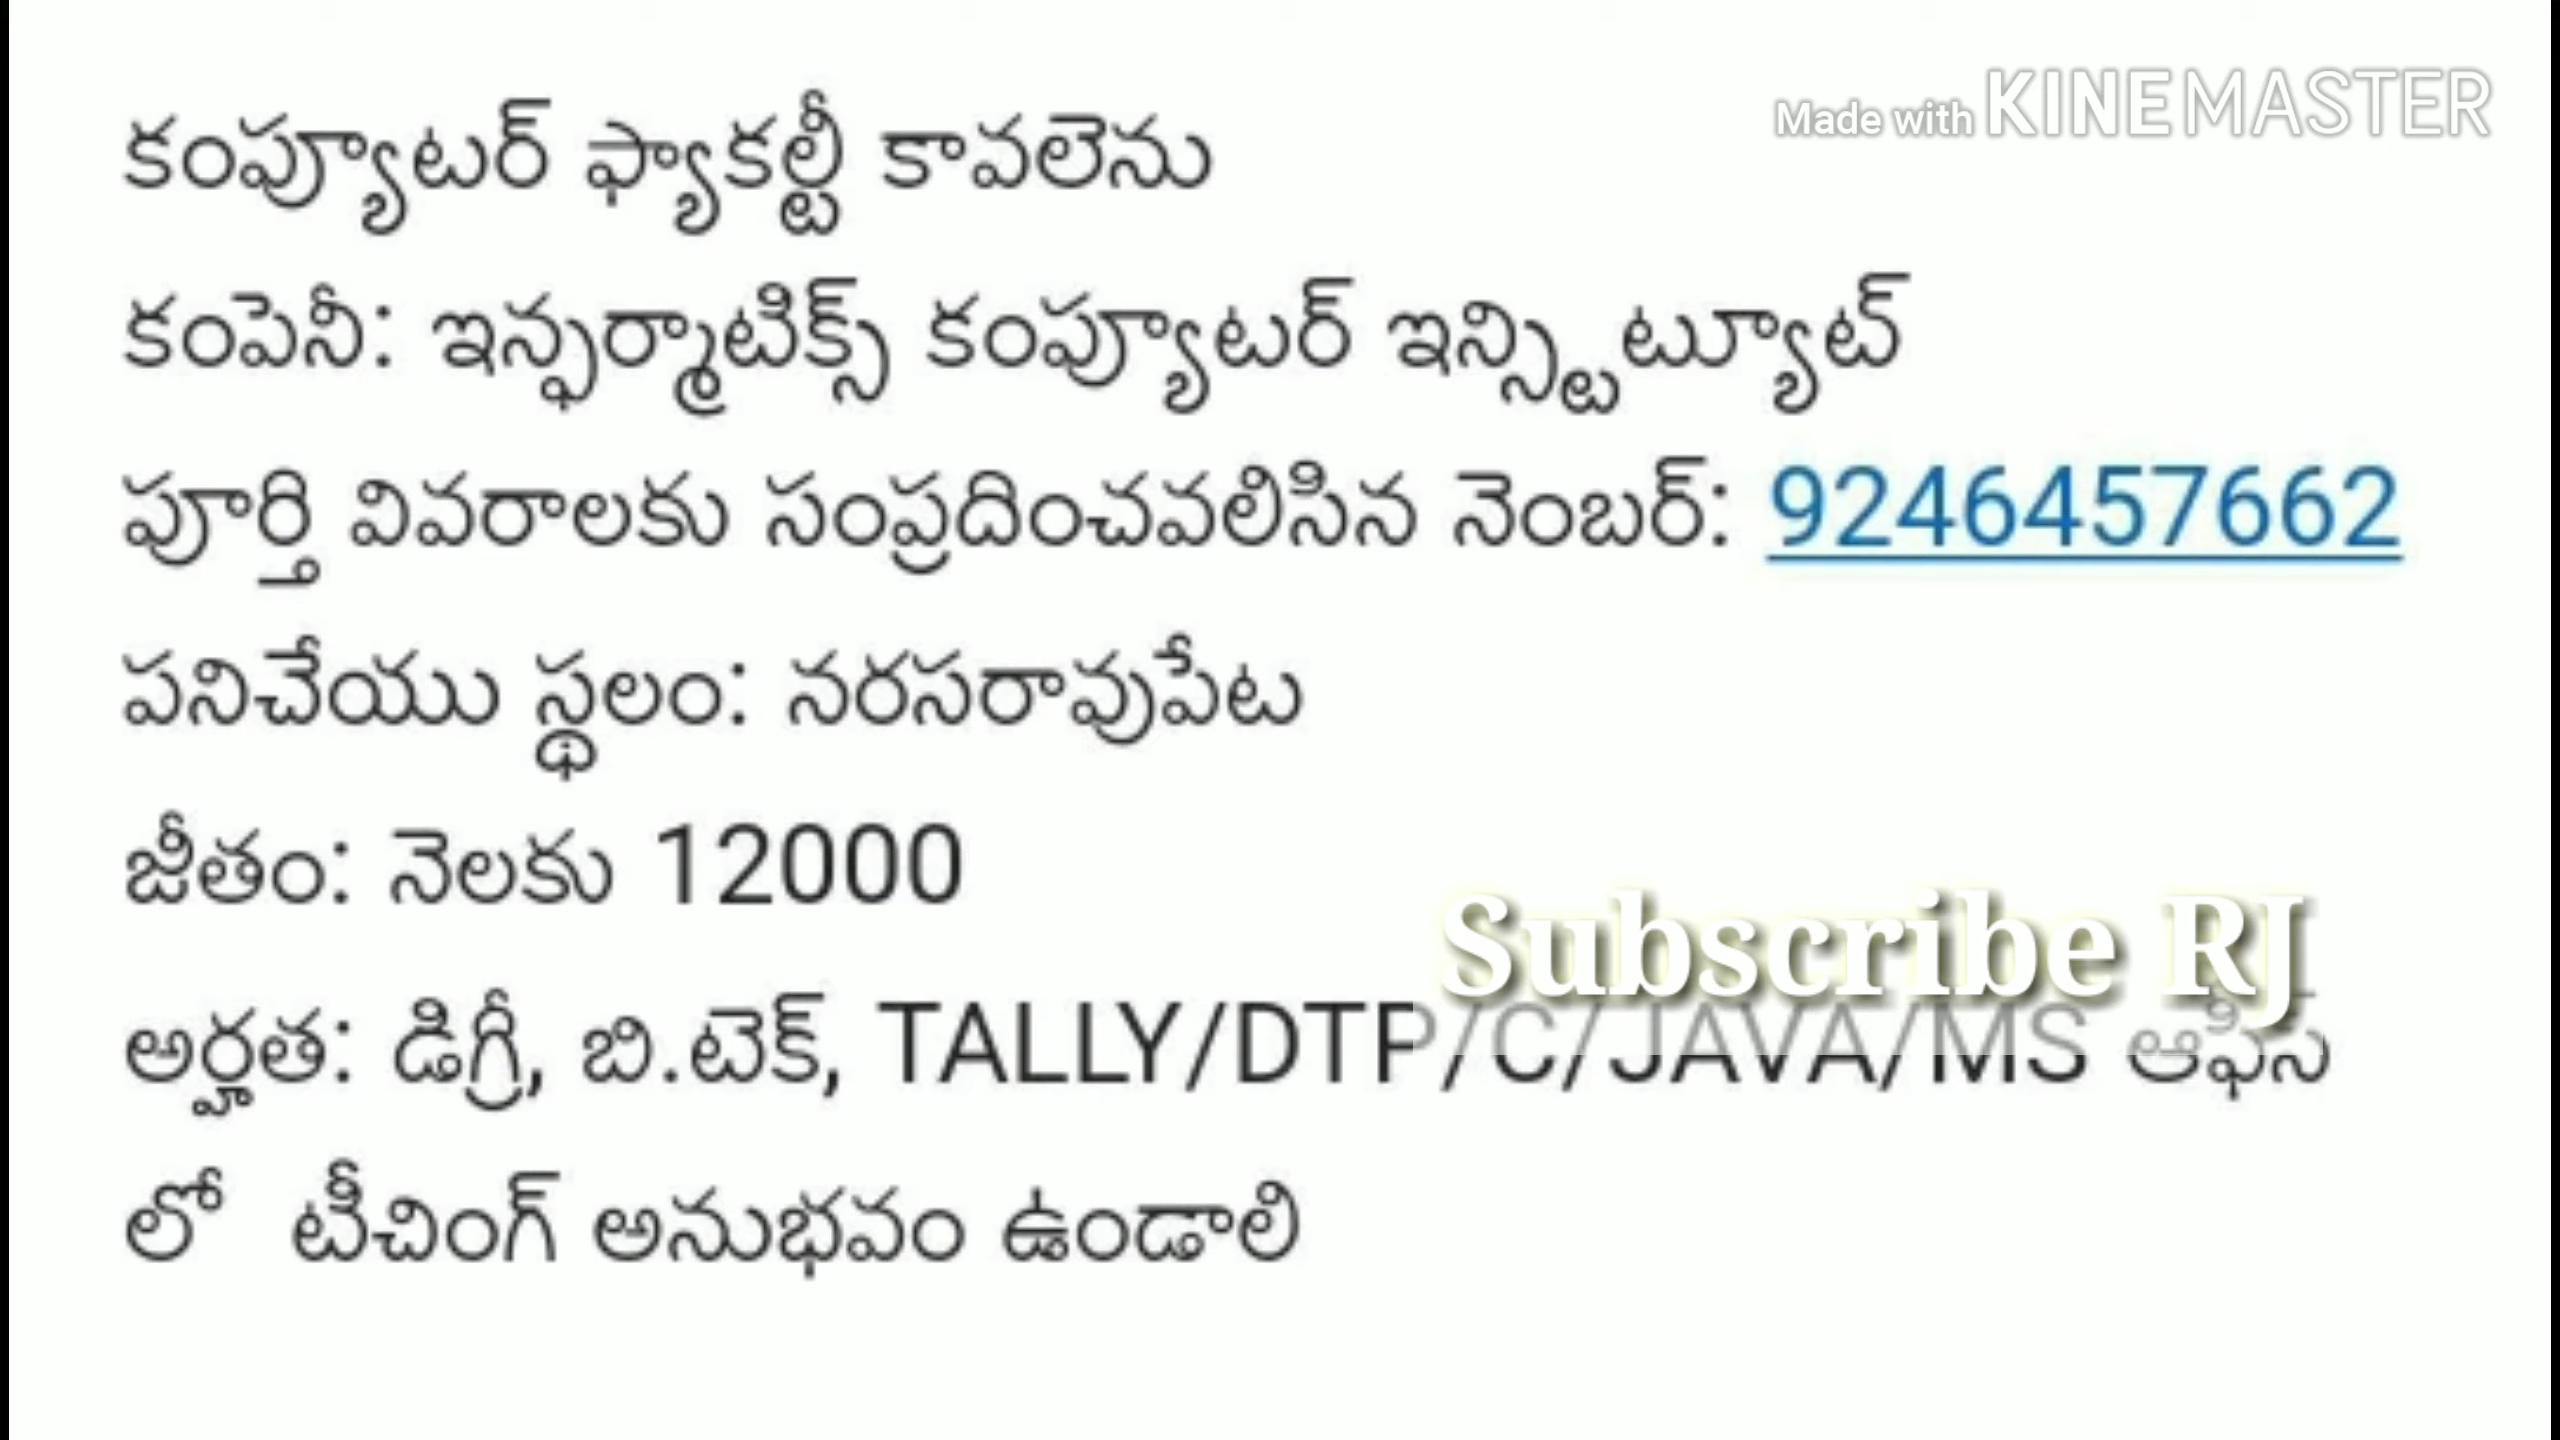 Made with KINEMASTER
కంప్యూటర్ ఫ్యాకల్టీ కావలెను
కంపెనీ: ఇన్ఫర్మాటిక్స్ కంప్యూటర్ ఇన్స్టిట్యూట్
పూర్తి వివరాలకు సంప్రదించవలిసిన నెంబర్: 9246457662
పనిచేయు స్థలం: నరసరావుపేట
జీతం: నెలకు 12000
Subscribe RJ
అర్హత: డిగ్రీ, బి.టెక్, TALLY/DTP/C/JAVA/MS ఆఫీస్
లో టీచింగ్ అనుభవం ఉండాలి